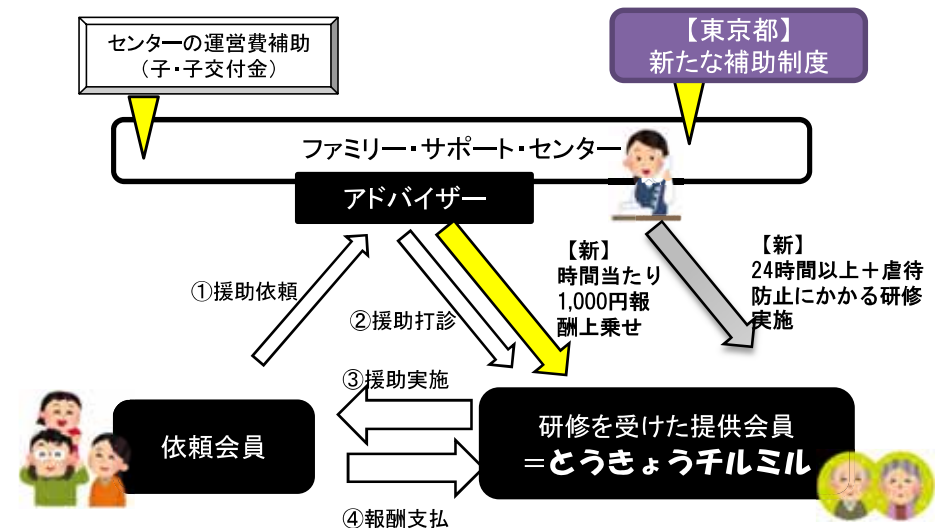 センターの運営費補助
（子・子交付金）
【東京都】
新たな補助制度
ファミリー・サポート・センター
アドバイザー
①援助依頼
②援助打診
【新】
時間当たり
1,000円報
酬上乗せ
【新】
24時間以上＋虐待
防止にかかる研修
実施
③援助実施
依頼会員
研修を受けた提供会員
＝とうきょうチルミル
④報酬支払